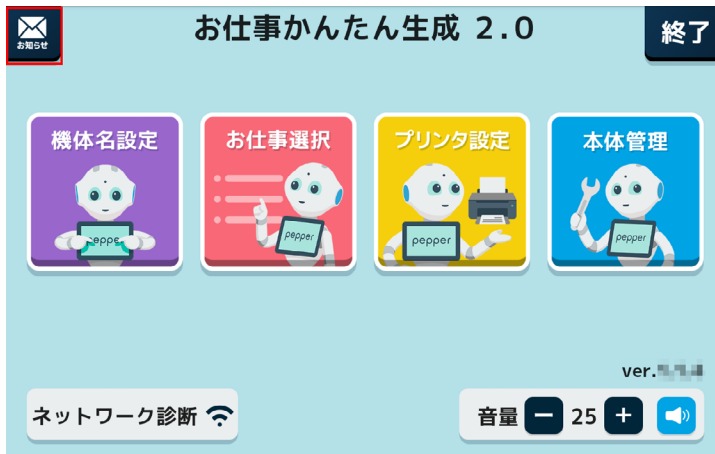 お知らせ
お仕事かんたん生成 2.0
終了
機体名設定
お仕事選択
プリンタ設定
本体管理
pepper
pepper
pepper
pepper
ver.
ネットワーク診断
音量 － 25 ＋